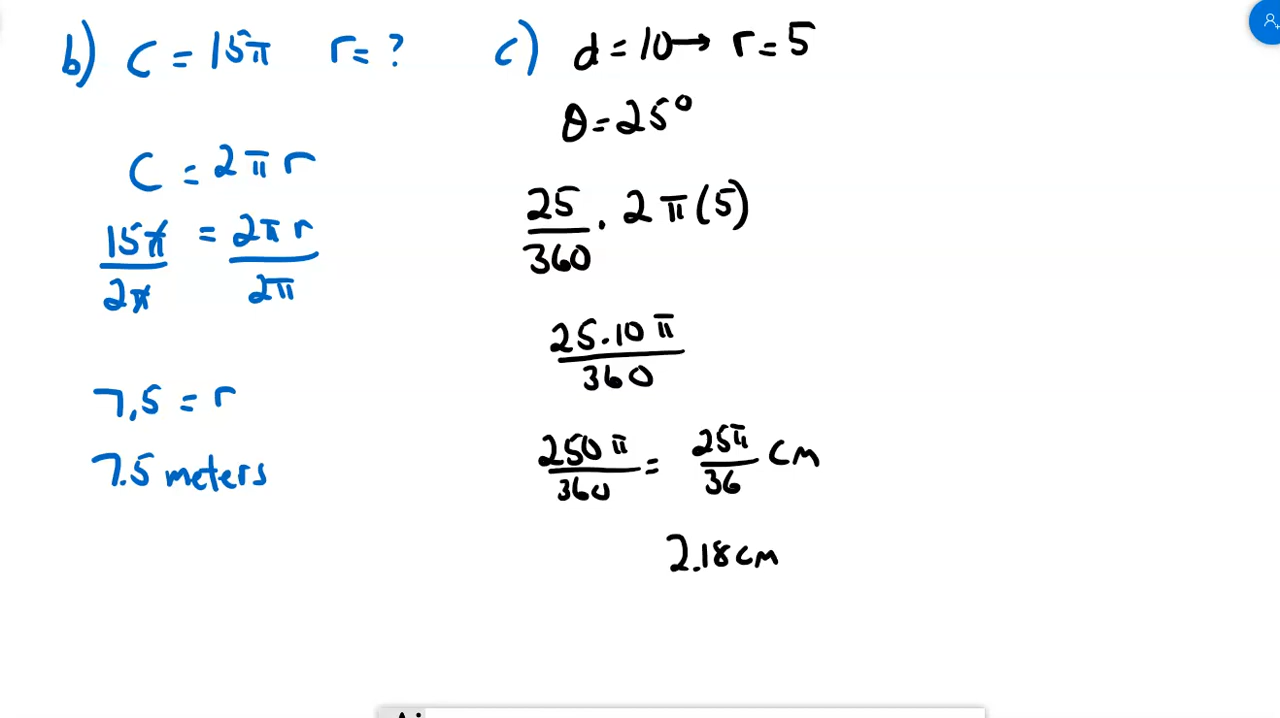 b) C = 15π r = ?
C = 2πr
15π/2π = 2πr/2π
7.5 = r
7.5 meters
c) d = 10 → r = 5
θ = 25°
25/360 · 2π(5)
25·10π/360
250π/360 = 25π/36 cm
2.18 cm